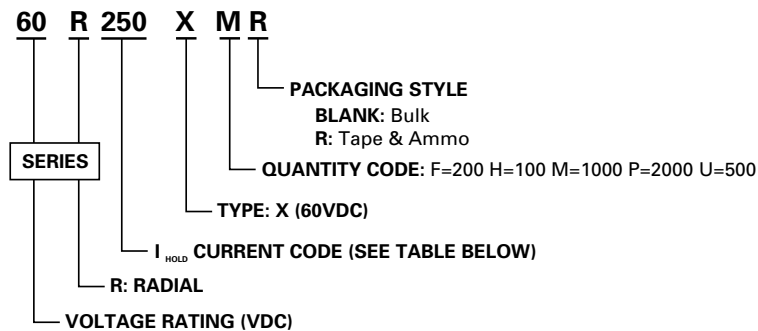 60 R 250 X M R
PACKAGING STYLE
BLANK: Bulk
R: Tape & Ammo
SERIES
QUANTITY CODE: F=200 H=100 M=1000 P=2000 U=500
TYPE: X (60VDC)
I HOLD CURRENT CODE (SEE TABLE BELOW)
R: RADIAL
VOLTAGE RATING (VDC)